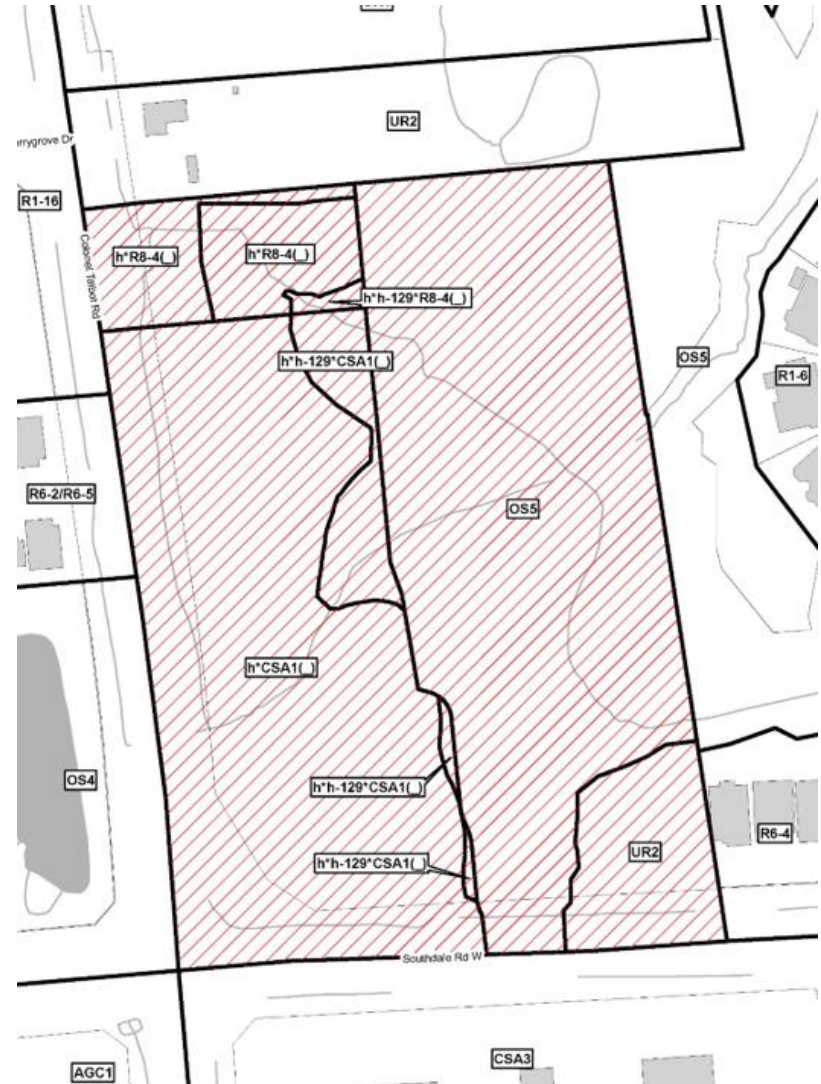 UR2
rrygrove Dr
R1-16
Colonel Talbot Rd
h*R8-4(_)
h*R8-4(_)
h*h-129*R8-4(_)
h*h-129*CSA1(_)
OS5
R1-6
R6-2/R6-5
OS5
h*CSA1(_)
OS4
h*h-129*CSA1(_)
R6-4
UR2
h*h-129*CSA1(_)
Southdale Rd W
CSA3
AGC1